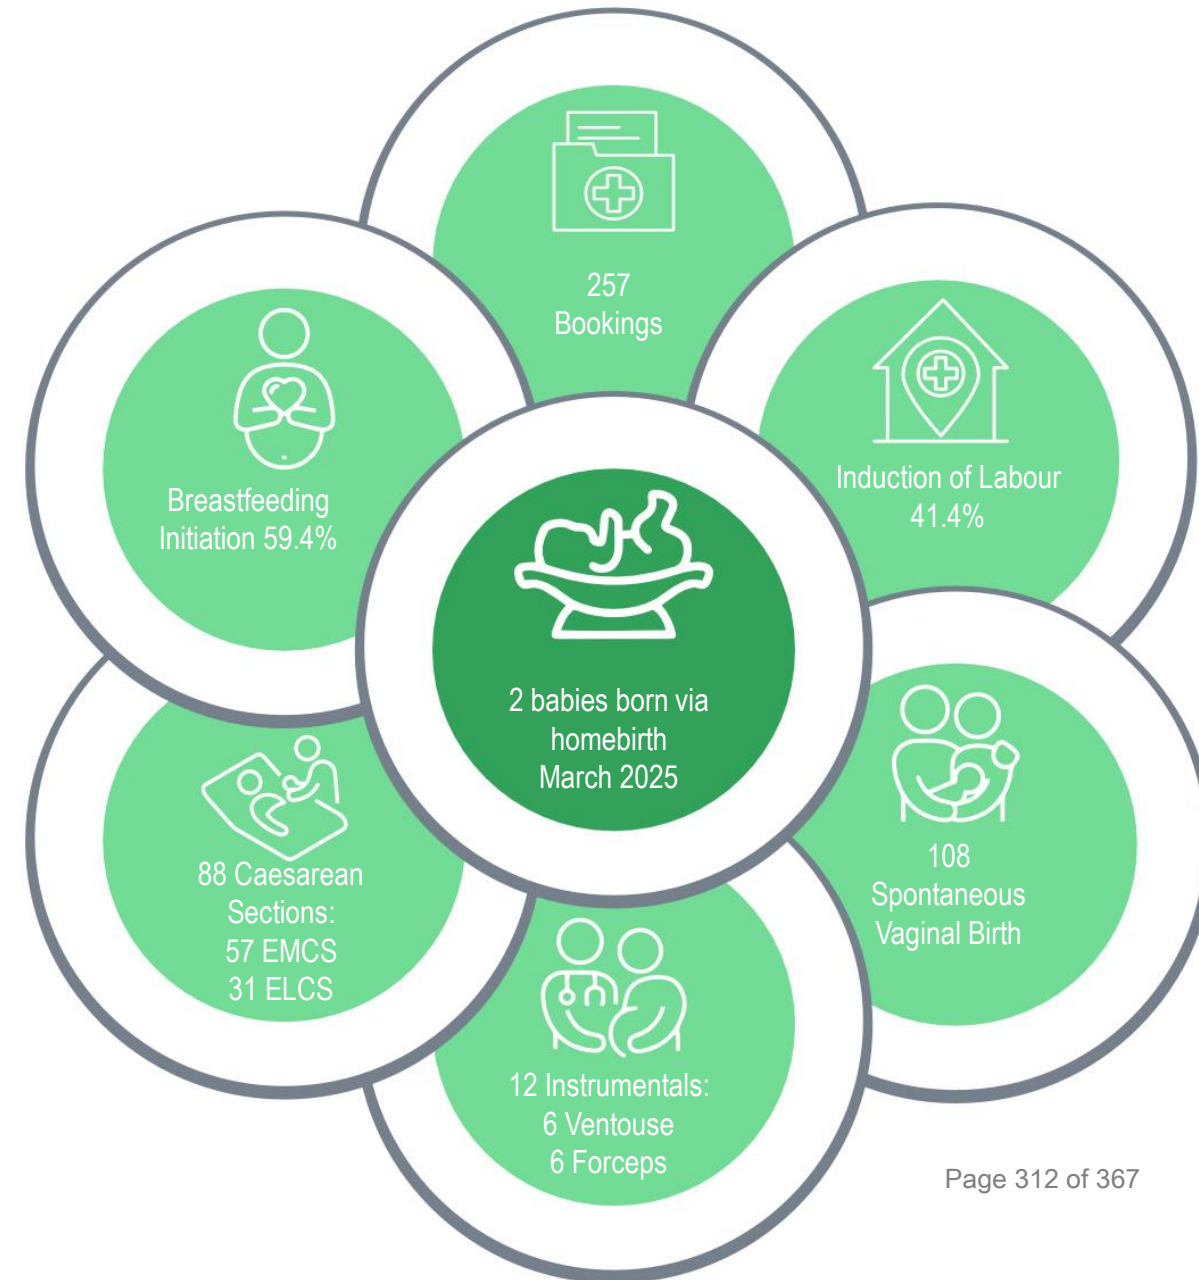 257
Bookings
Induction of Labour
41.4%
Breastfeeding
Initiation 59.4%
2 babies born via
homebirth
March 2025
108
Spontaneous
Vaginal Birth
88 Caesarean
Sections:
57 EMCS
31 ELCS
12 Instrumentals:
6 Ventouse
6 Forceps
Page 312 of 367